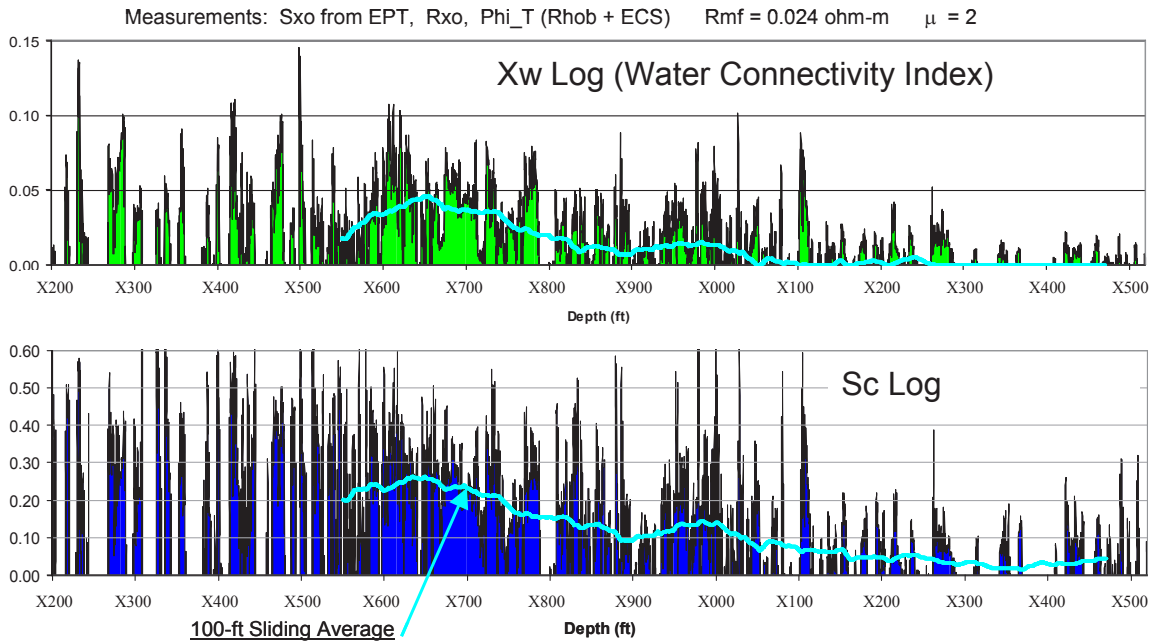 Measurements: Sxo from EPT, Rxo, Phi_T (Rhob + ECS) Rmf = 0.024 ohm-m μ = 2
0.15
Xw Log (Water Connectivity Index)
0.10
0.05
0.00
X200 X300 X400 X500 X600 X700 X800 X900 X000 X100 X200 X300 X400 X500
Depth (ft)
0.60
Sc Log
0.50
0.40
0.30
0.20
0.10
0.00
X200 X300 X400 X500 X600 X700 X800 X900 X000 X100 X200 X300 X400 X500
100-ft Sliding Average
Depth (ft)